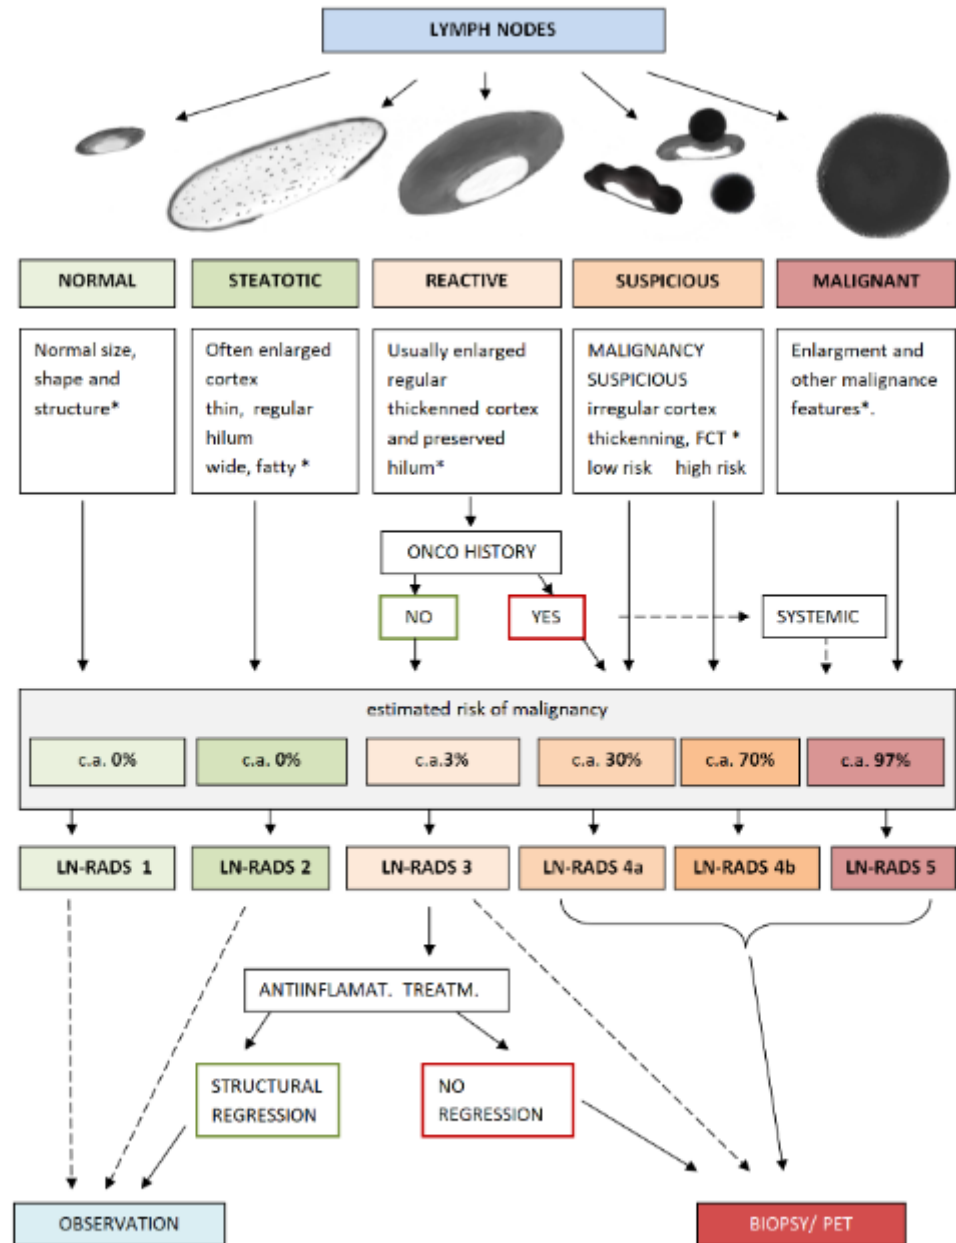 LYMPH NODES
NORMAL
STEATOTIC
REACTIVE
SUSPICIOUS
MALIGNANT
Normal size,
shape and
structure*
Often enlarged
cortex
thin, regular
hilum
wide, fatty *
Usually enlarged
regular
thickenned cortex
and preserved
hilum*
MALIGNANCY
SUSPICIOUS
irregular cortex
thickenning, FCT *
low risk high risk
Enlargment and
other malignance
features*.
ONCO HISTORY
NO
YES
SYSTEMIC
estimated risk of malignancy
c.a. 0%
c.a. 0%
c.a.3%
c.a. 30%
c.a. 70%
c.a. 97%
LN-RADS 1
LN-RADS 2
LN-RADS 3
LN-RADS 4a
LN-RADS 4b
LN-RADS 5
ANTIINFLAMAT. TREATM.
STRUCTURAL
REGRESSION
NO
REGRESSION
OBSERVATION
BIOPSY/ PET